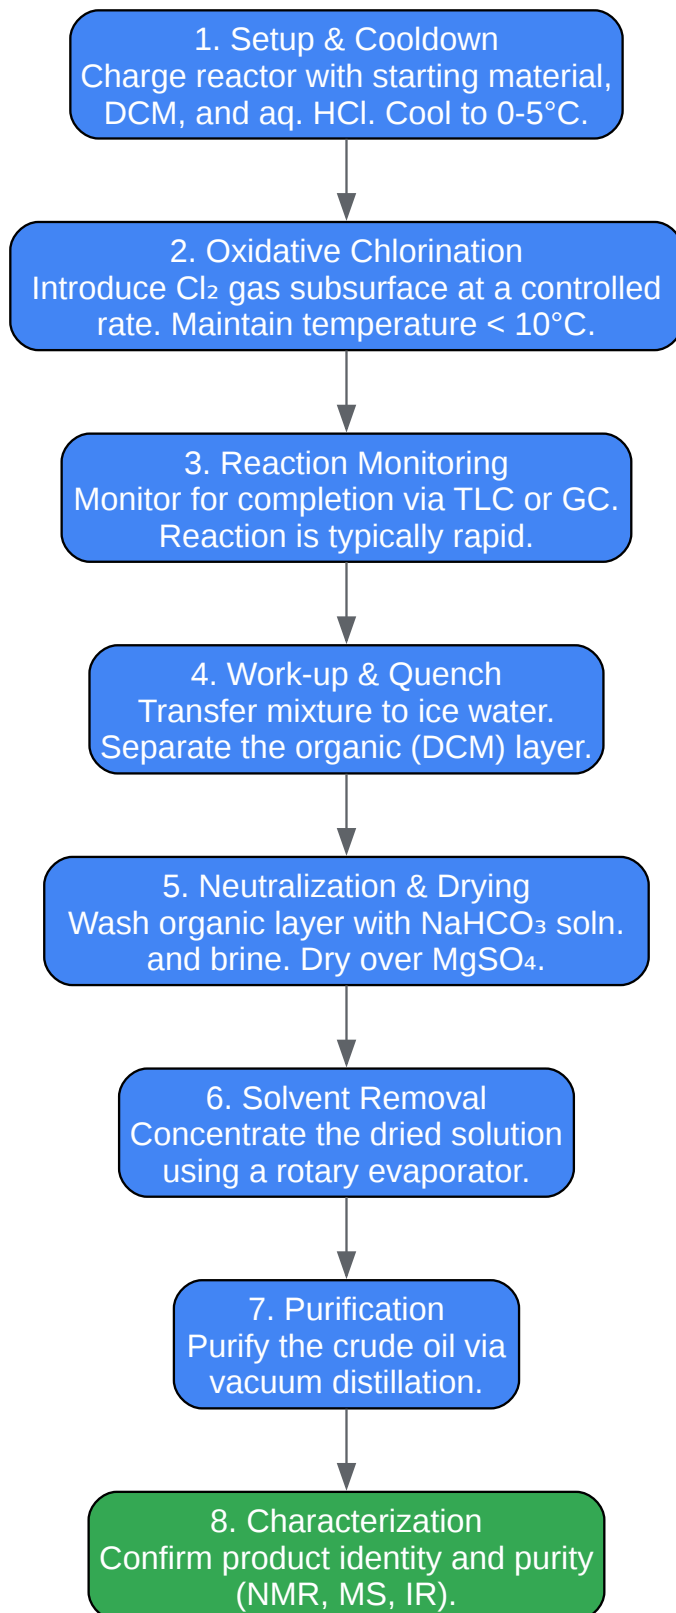 1. Setup & Cooldown
Charge reactor with starting material,
DCM, and aq. HCl. Cool to 0-5°C.
2. Oxidative Chlorination
Introduce Cl₂ gas subsurface at a controlled
rate. Maintain temperature < 10°C.
3. Reaction Monitoring
Monitor for completion via TLC or GC.
Reaction is typically rapid.
4. Work-up & Quench
Transfer mixture to ice water.
Separate the organic (DCM) layer.
5. Neutralization & Drying
Wash organic layer with NaHCO₃ soln.
and brine. Dry over MgSO₄.
6. Solvent Removal
Concentrate the dried solution
using a rotary evaporator.
7. Purification
Purify the crude oil via
vacuum distillation.
8. Characterization
Confirm product identity and purity
(NMR, MS, IR).